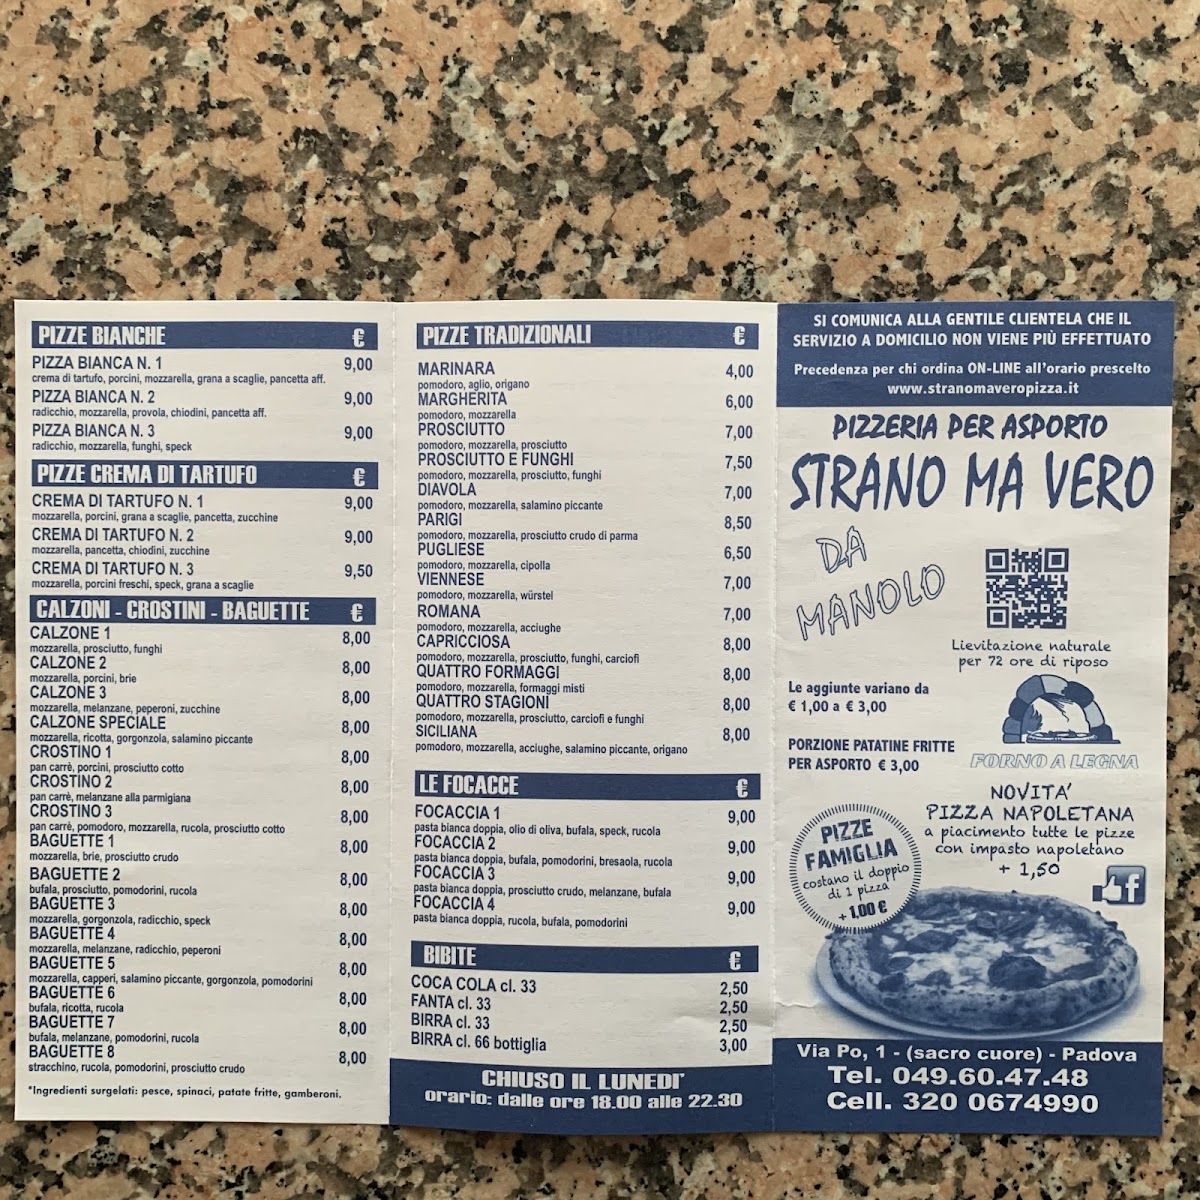 PIZZE BIANCHE €
PIZZA BIANCA N. 1 9,00
crema di tartufo, porcini, mozzarella, grana a scaglie, pancetta aff.
PIZZA BIANCA N. 2 9,00
radicchio, mozzarella, provola, chiodini, pancetta aff.
PIZZA BIANCA N. 3 9,00
radicchio, mozzarella, funghi, speck
PIZZE CREMA DI TARTUFO €
CREMA DI TARTUFO N. 1 9,00
mozzarella, porcini, grana a scaglie, pancetta, zucchine
CREMA DI TARTUFO N. 2 9,00
mozzarella, pancetta, chiodini, zucchine
CREMA DI TARTUFO N. 3 9,50
mozzarella, porcini freschi, speck, grana a scaglie
CALZONI - CROSTINI - BAGUETTE €
CALZONE 1 8,00
mozzarella, prosciutto, funghi
CALZONE 2 8,00
mozzarella, porcini, brie
CALZONE 3 8,00
mozzarella, melanzane, peperoni, zucchine
CALZONE SPECIALE 8,00
mozzarella, ricotta, gorgonzola, salamino piccante
CROSTINO 1 8,00
pan carrè, porcini, prosciutto cotto
CROSTINO 2 8,00
pan carrè, melanzane alla parmigiana
CROSTINO 3 8,00
pan carrè, pomodoro, mozzarella, rucola, prosciutto cotto
BAGUETTE 1 8,00
mozzarella, brie, prosciutto crudo
BAGUETTE 2 8,00
bufala, prosciutto, pomodorini, rucola
BAGUETTE 3 8,00
mozzarella, gorgonzola, radicchio, speck
BAGUETTE 4 8,00
mozzarella, melanzane, radicchio, peperoni
BAGUETTE 5 8,00
mozzarella, capperi, salamino piccante, gorgonzola, pomodorini
BAGUETTE 6 8,00
bufala, ricotta, rucola
BAGUETTE 7 8,00
bufala, melanzane, pomodorini, rucola
BAGUETTE 8 8,00
stracchino, rucola, pomodorini, prosciutto crudo
*Ingredienti surgelati: pesce, spinaci, patate fritte, gamberoni.
PIZZE TRADIZIONALI €
MARINARA 4,00
pomodoro, aglio, origano
MARGHERITA 6,00
pomodoro, mozzarella
PROSCIUTTO 7,00
pomodoro, mozzarella, prosciutto
PROSCIUTTO E FUNGHI 7,50
pomodoro, mozzarella, prosciutto, funghi
DIAVOLA 7,00
pomodoro, mozzarella, salamino piccante
PARIGI 8,50
pomodoro, mozzarella, prosciutto crudo di parma
PUGLIESE 6,50
pomodoro, mozzarella, cipolla
VIENNESE 7,00
pomodoro, mozzarella, würstel
ROMANA 7,00
pomodoro, mozzarella, acciughe
CAPRICCIOSA 8,00
pomodoro, mozzarella, prosciutto, funghi, carciofi
QUATTRO FORMAGGI 8,00
pomodoro, mozzarella, formaggi misti
QUATTRO STAGIONI 8,00
pomodoro, mozzarella, prosciutto, carciofi e funghi
SICILIANA 8,00
pomodoro, mozzarella, acciughe, salamino piccante, origano
LE FOCACCE €
FOCACCIA 1 9,00
pasta bianca doppia, olio di oliva, bufala, speck, rucola
FOCACCIA 2 9,00
pasta bianca doppia, bufala, pomodorini, bresaola, rucola
FOCACCIA 3 9,00
pasta bianca doppia, prosciutto crudo, melanzane, bufala
FOCACCIA 4 9,00
pasta bianca doppia, rucola, bufala, pomodorini
BIBITE €
COCA COLA cl. 33 2,50
FANTA cl. 33 2,50
BIRRA cl. 33 2,50
BIRRA cl. 66 bottiglia 3,00
CHIUSO IL LUNEDI'
orario: dalle ore 18.00 alle 22.30
SI COMUNICA ALLA GENTILE CLIENTELA CHE IL
SERVIZIO A DOMICILIO NON VIENE PIÙ EFFETTUATO
Precedenza per chi ordina ON-LINE all'orario prescelto
www.stranomaveropizza.it
PIZZERIA PER ASPORTO
STRANO MA VERO
DA
MANOLO
Lievitazione naturale
per 72 ore di riposo
Le aggiunte variano da
€ 1,00 a € 3,00
FORNO A LEGNA
PORZIONE PATATINE FRITTE
PER ASPORTO € 3,00
NOVITA'
PIZZA NAPOLETANA
a piacimento tutte le pizze
con impasto napoletano
+ 1,50
PIZZE
FAMIGLIA
costano il doppio
di 1 pizza
+ 1,00 €
f
Via Po, 1 - (sacro cuore) - Padova
Tel. 049.60.47.48
Cell. 320 0674990